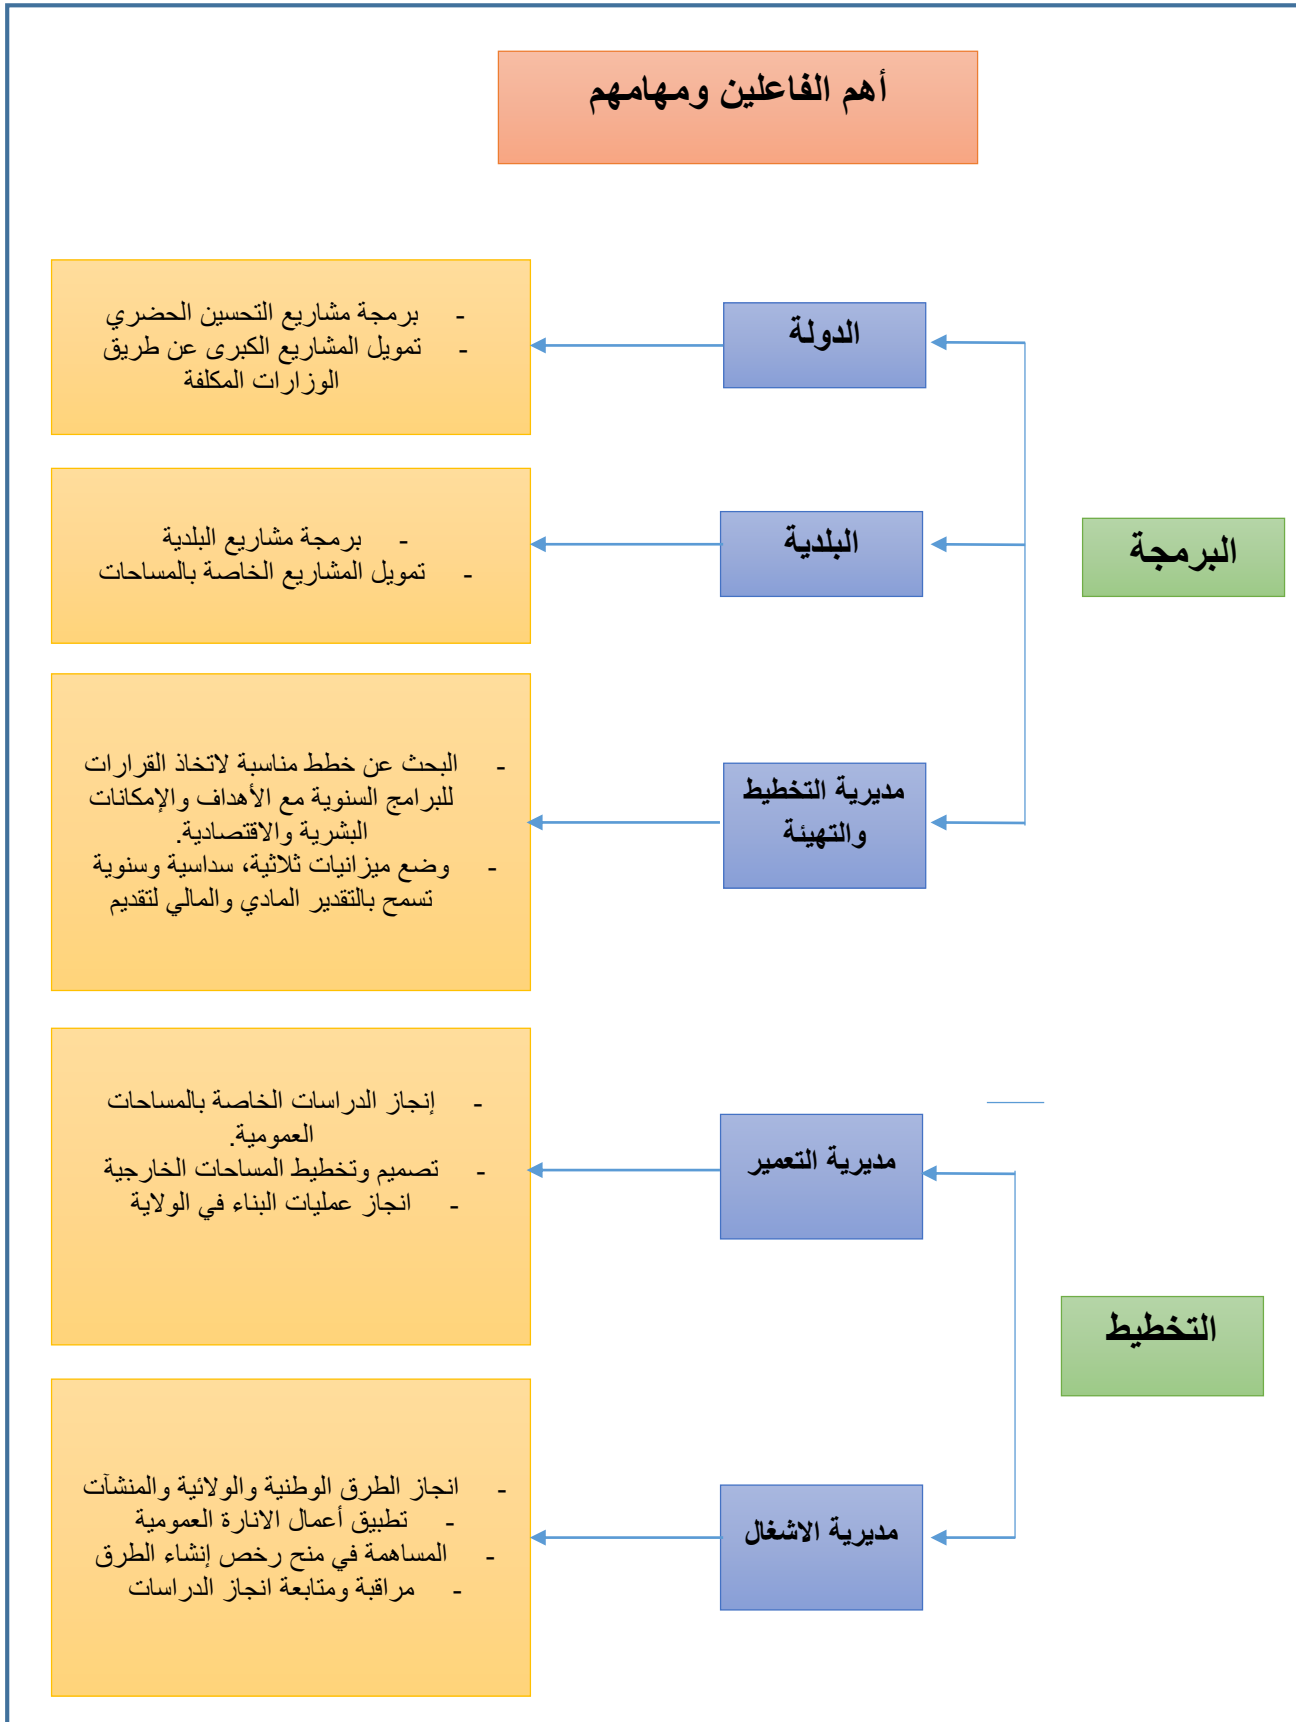 أهم الفاعلين ومهامهم
البرمجة
الدولة
- برمجة مشاريع التحسين الحضري
- تمويل المشاريع الكبرى عن طريق
الوزارات المكلفة
البلدية
- برمجة مشاريع البلدية
- تمويل المشاريع الخاصة بالمساحات
مديرية التخطيط
والتهيئة
- البحث عن خطط مناسبة لاتخاذ القرارات
للبرامج السنوية مع الأهداف والإمكانات
البشرية والاقتصادية.
- وضع ميزانيات ثلاثية، سداسية وسنوية
تسمح بالتقدير المادي والمالي لتقديم
التخطيط
مديرية التعمير
- إنجاز الدراسات الخاصة بالمساحات
العمومية.
- تصميم وتخطيط المساحات الخارجية
- انجاز عمليات البناء في الولاية
مديرية الاشغال
- انجاز الطرق الوطنية والولائية والمنشآت
- تطبيق أعمال الانارة العمومية
- المساهمة في منح رخص إنشاء الطرق
- مراقبة ومتابعة انجاز الدراسات